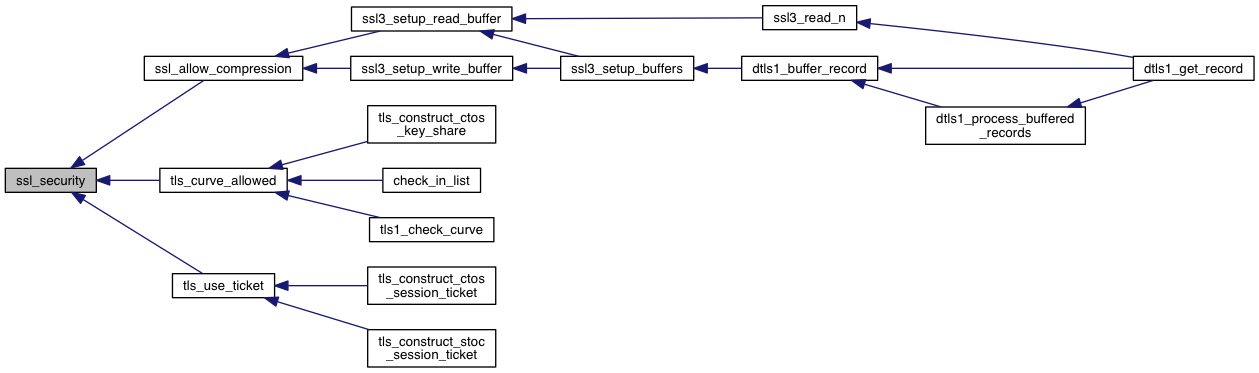 ssl3_setup_read_buffer
ssl3_read_n
ssl_allow_compression
ssl3_setup_write_buffer
ssl3_setup_buffers
dtls1_buffer_record
dtls1_get_record
tls_construct_ctos
_key_share
dtls1_process_buffered
_records
ssl_security
tls_curve_allowed
check_in_list
tls1_check_curve
tls_use_ticket
tls_construct_ctos
_session_ticket
tls_construct_stoc
_session_ticket